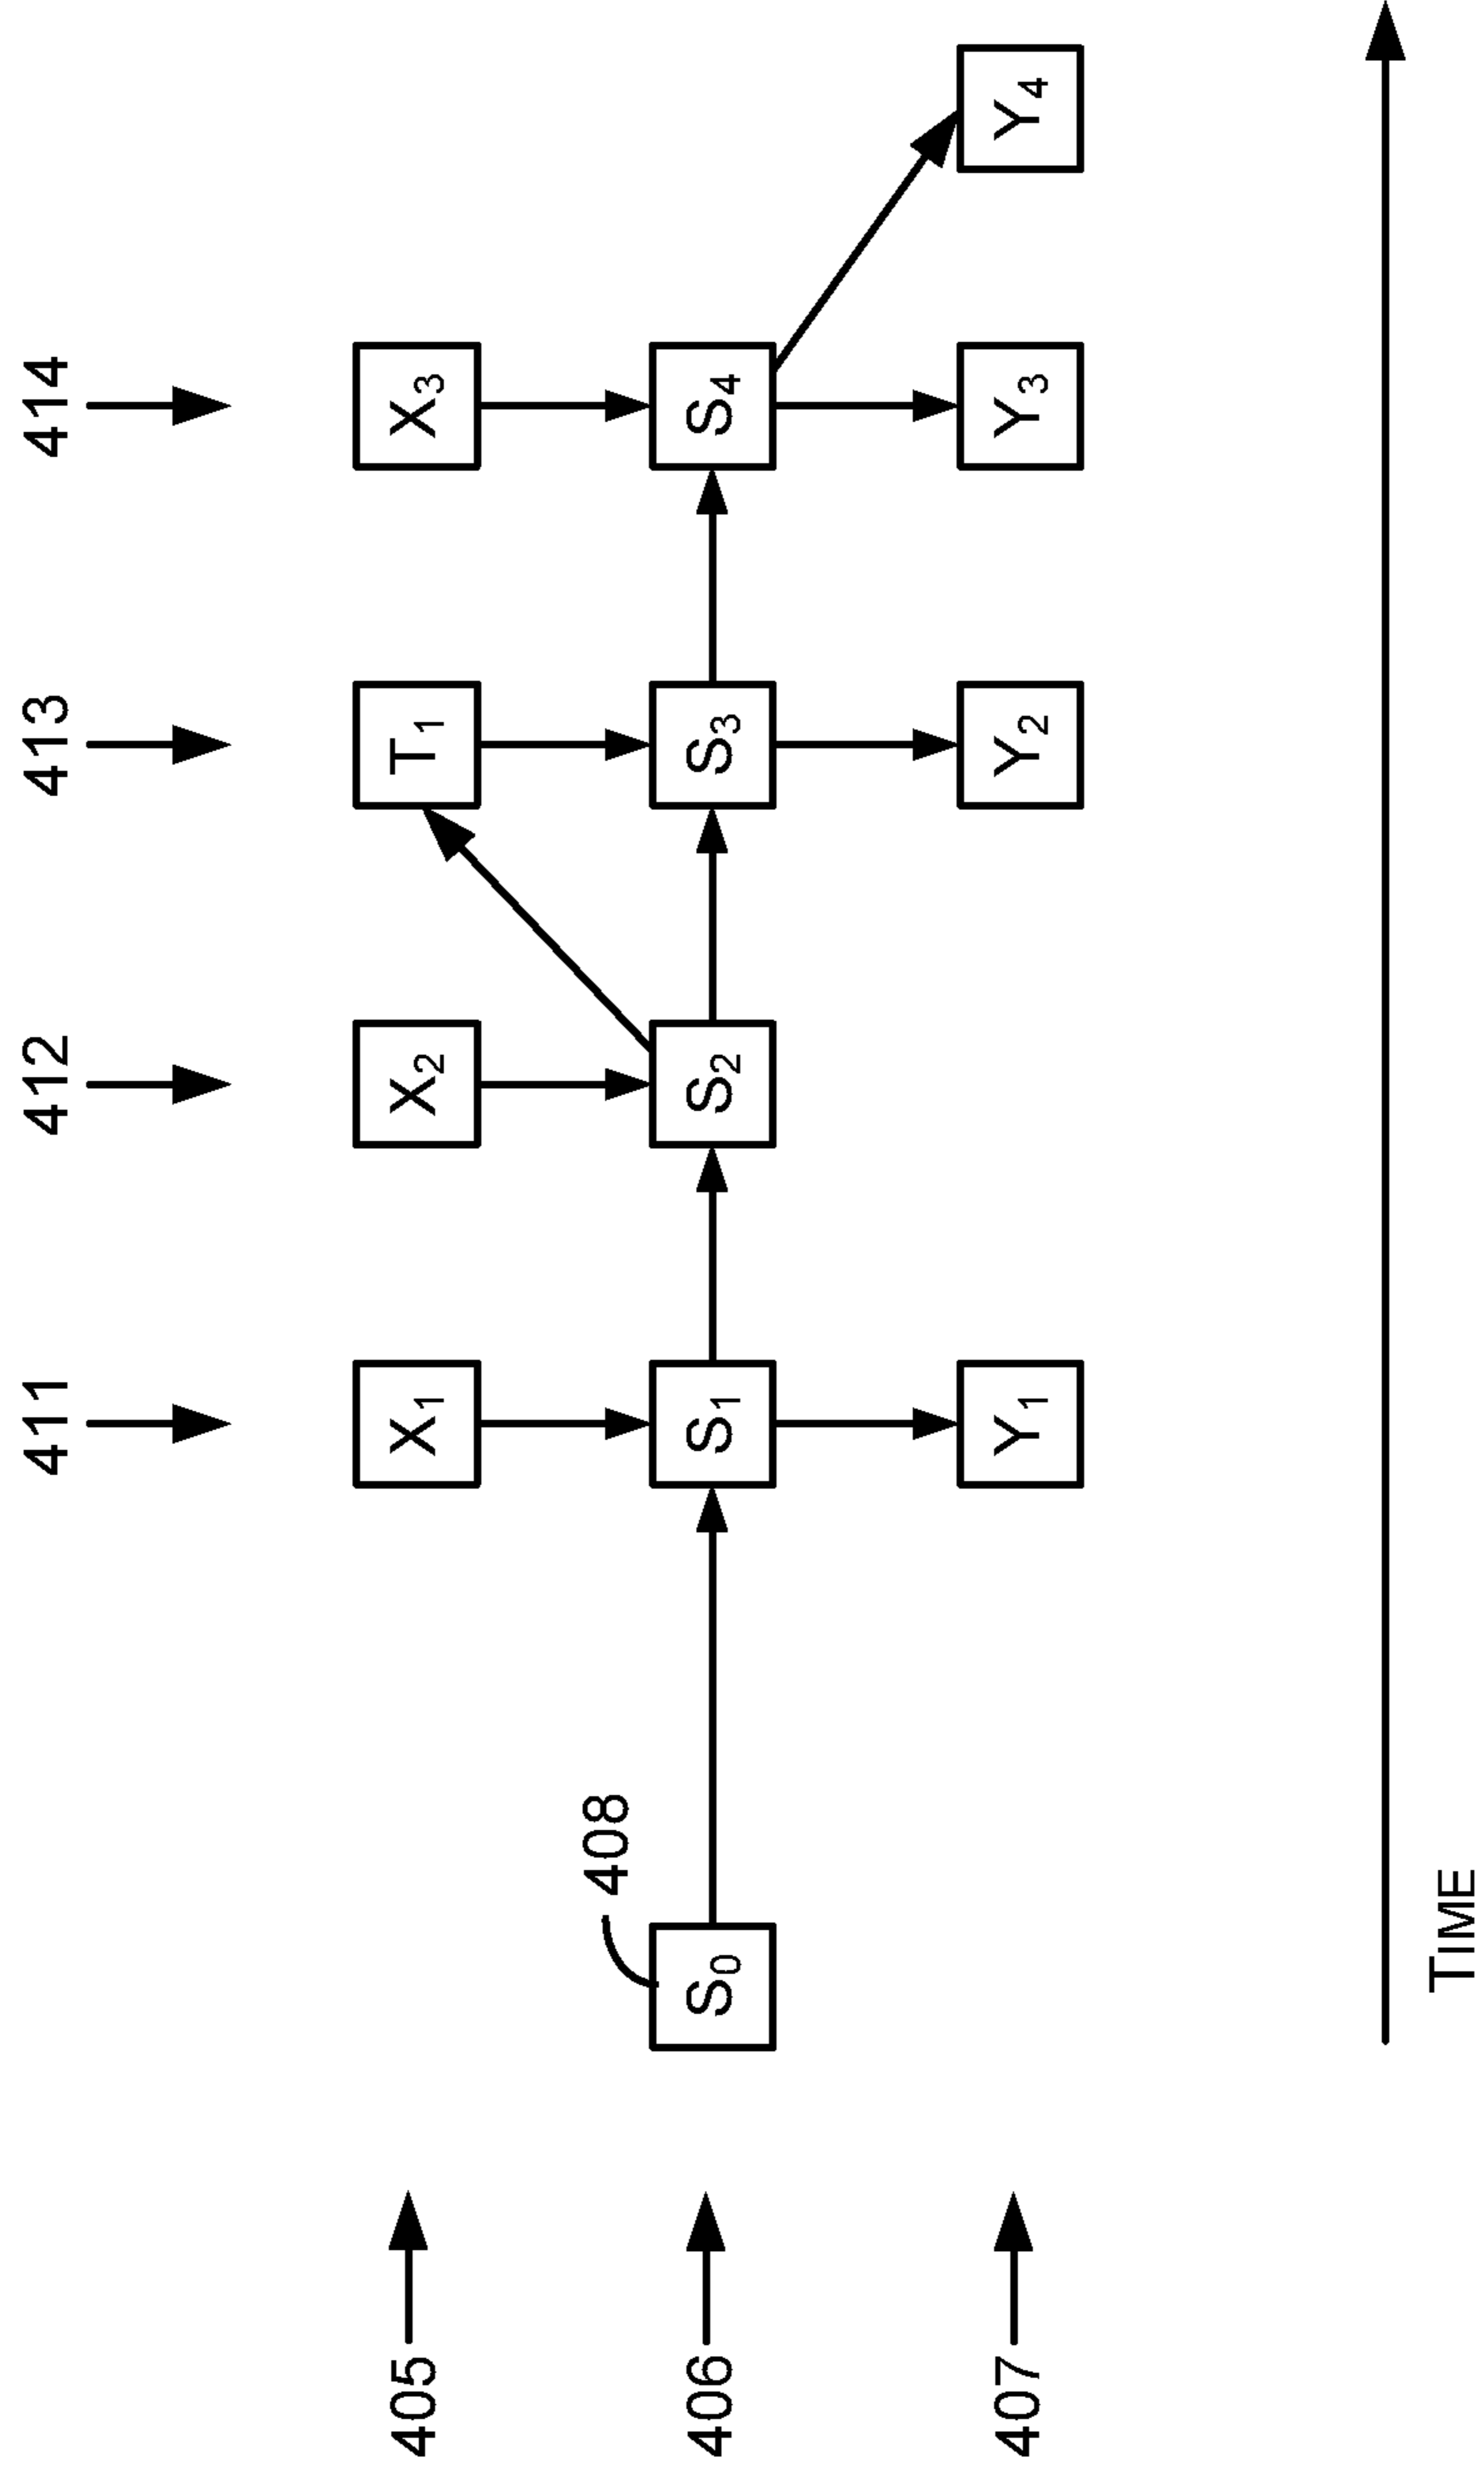 411 412 413 414
405 X₁ X₂ T₁ X₃
408
406 S₀ S₁ S₂ S₃ S₄
407 Y₁ Y₂ Y₃ Y₄
TIME